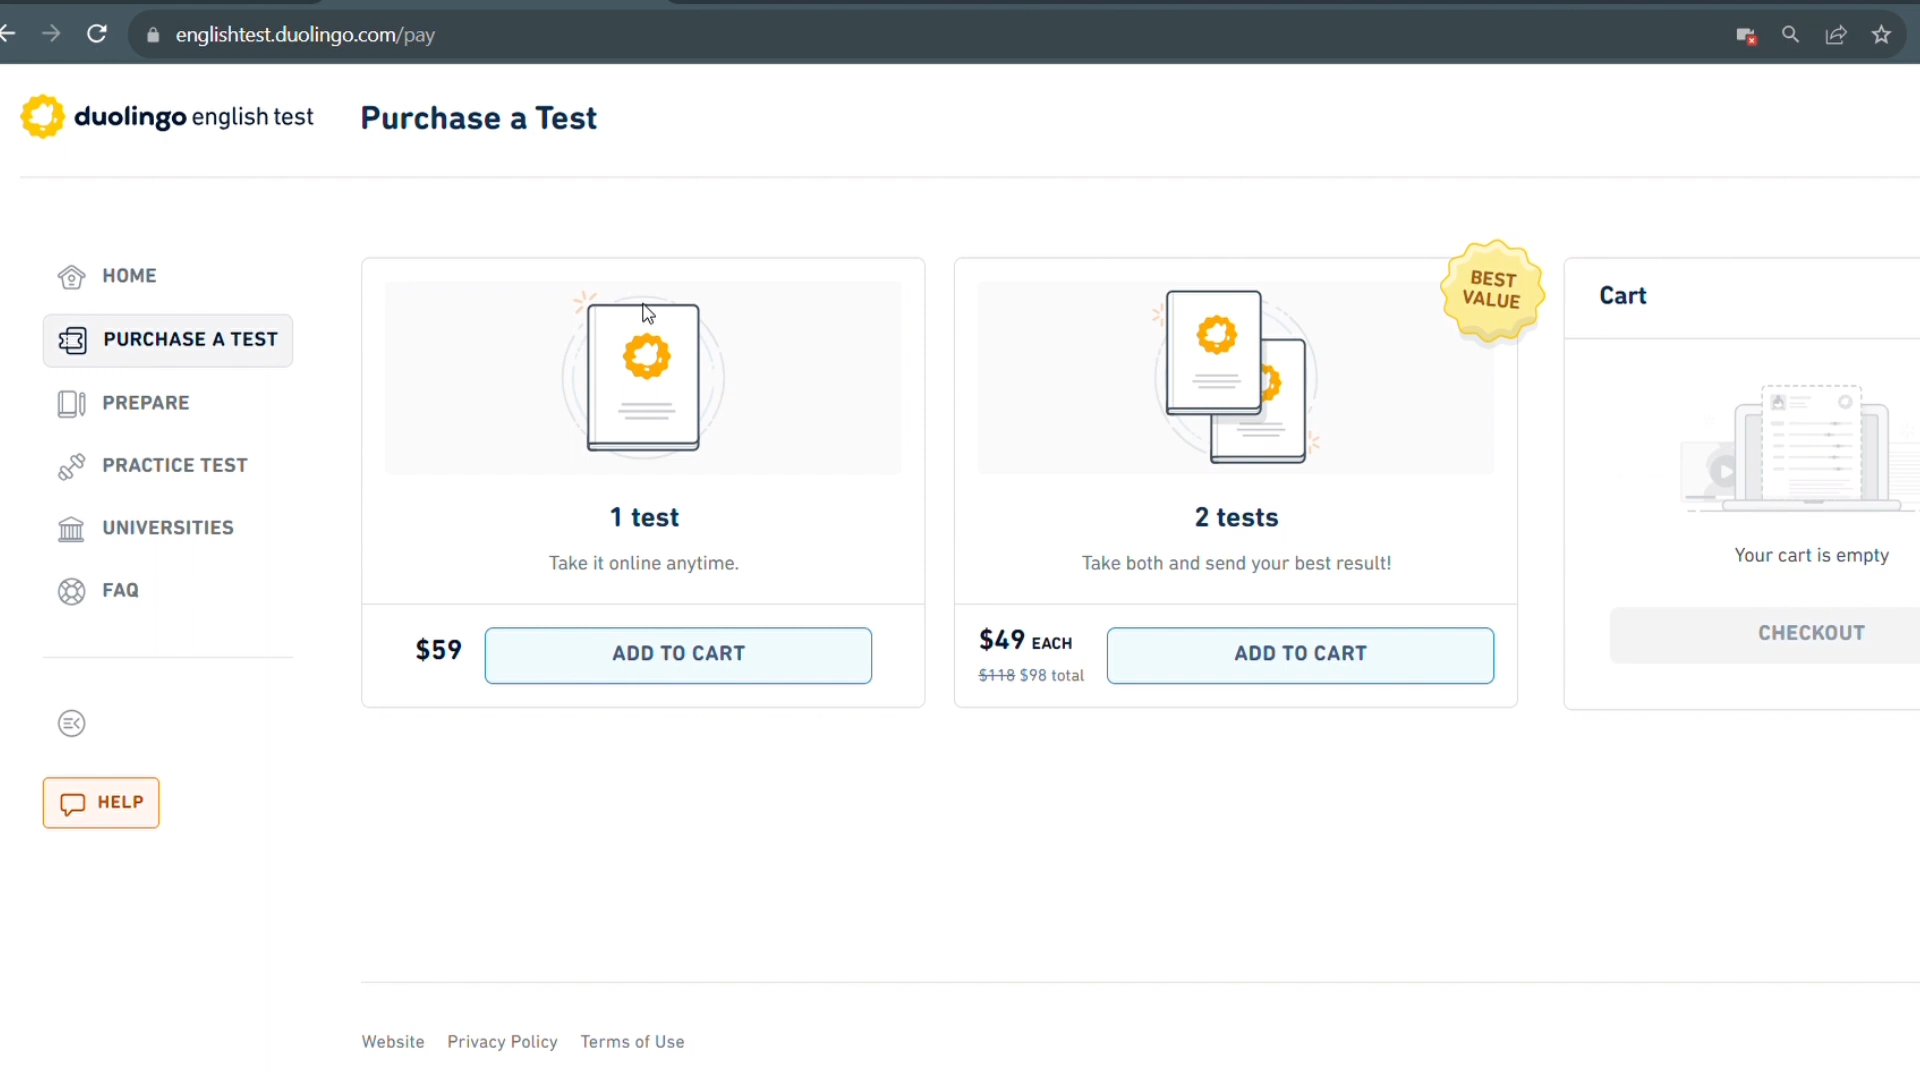 englishtest.duolingo.com/pay
duolingo english test
Purchase a Test
HOME
PURCHASE A TEST
PREPARE
PRACTICE TEST
UNIVERSITIES
FAQ
HELP
1 test
Take it online anytime.
$59
ADD TO CART
BEST
VALUE
2 tests
Take both and send your best result!
$49 EACH
$118 $98 total
ADD TO CART
Cart
Your cart is empty
CHECKOUT
Website Privacy Policy Terms of Use